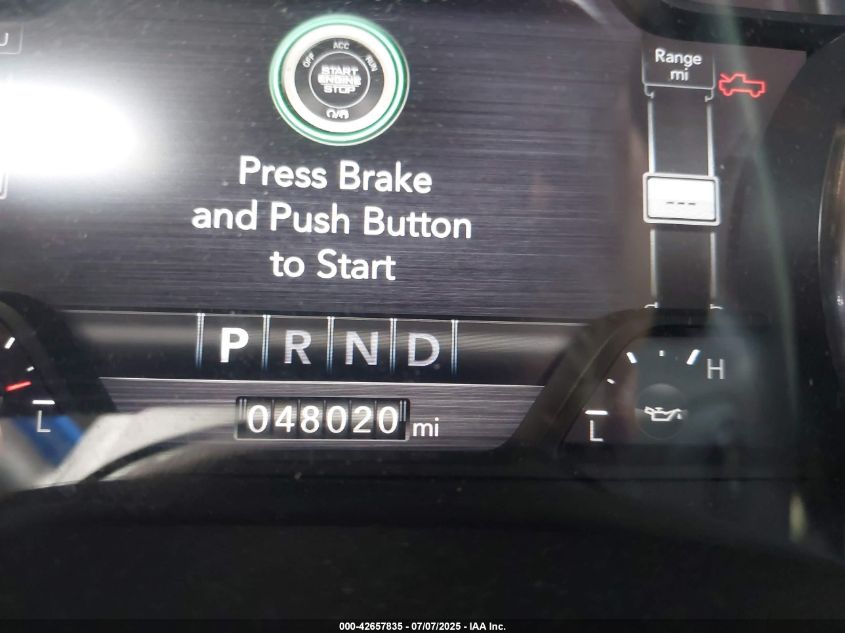 U
OFF ACC RUN
START
ENGINE
STOP
Press Brake
and Push Button
to Start
Range
mi
---
P R N D
048020 mi
L
L
H
000-42657835 - 07/07/2025 - IAA Inc.